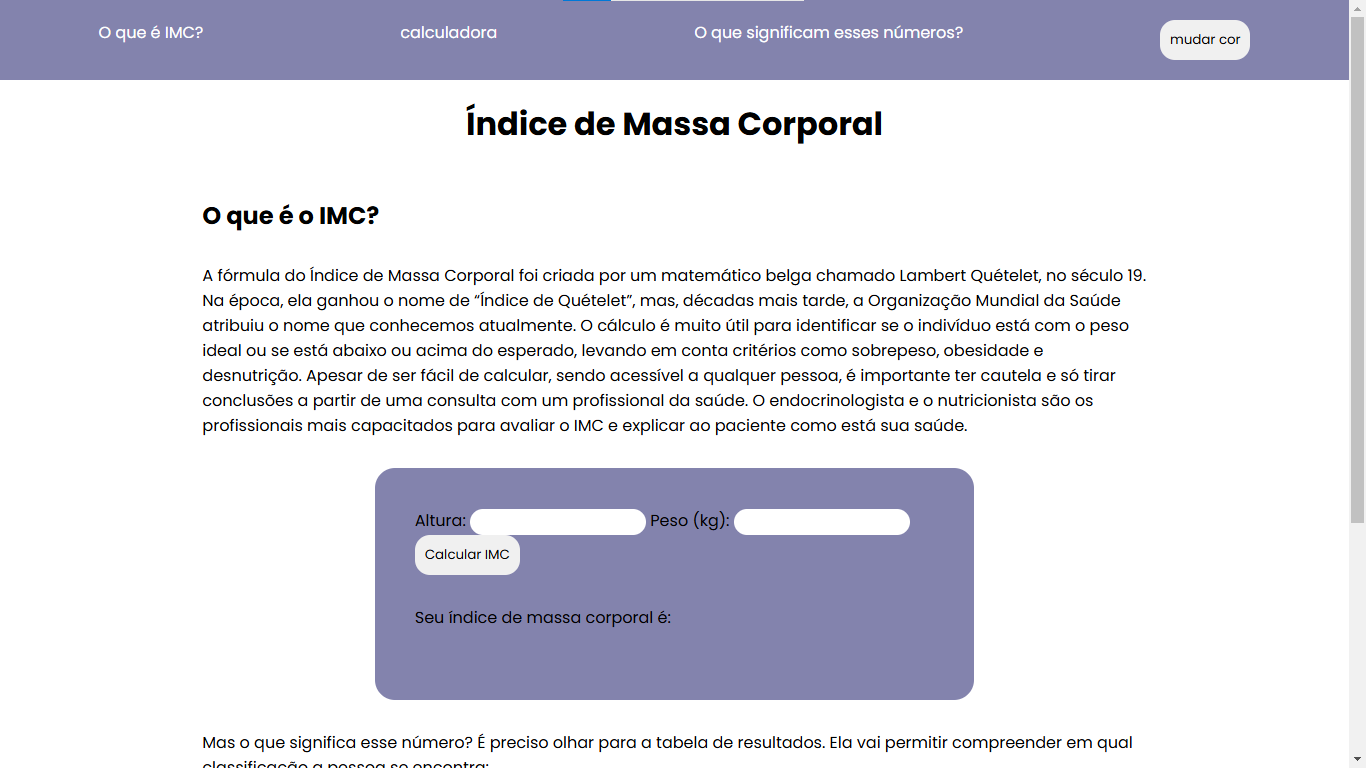 O que é IMC?
calculadora
O que significam esses números?
mudar cor
Índice de Massa Corporal
O que é o IMC?
A fórmula do Índice de Massa Corporal foi criada por um matemático belga chamado Lambert Quételet, no século 19.
Na época, ela ganhou o nome de “Índice de Quételet”, mas, décadas mais tarde, a Organização Mundial da Saúde
atribuiu o nome que conhecemos atualmente. O cálculo é muito útil para identificar se o indivíduo está com o peso
ideal ou se está abaixo ou acima do esperado, levando em conta critérios como sobrepeso, obesidade e
desnutrição. Apesar de ser fácil de calcular, sendo acessível a qualquer pessoa, é importante ter cautela e só tirar
conclusões a partir de uma consulta com um profissional da saúde. O endocrinologista e o nutricionista são os
profissionais mais capacitados para avaliar o IMC e explicar ao paciente como está sua saúde.
Altura: Peso (kg):
Calcular IMC
Seu índice de massa corporal é:
Mas o que significa esse número? É preciso olhar para a tabela de resultados. Ela vai permitir compreender em qual
classificação a pessoa se encontra: